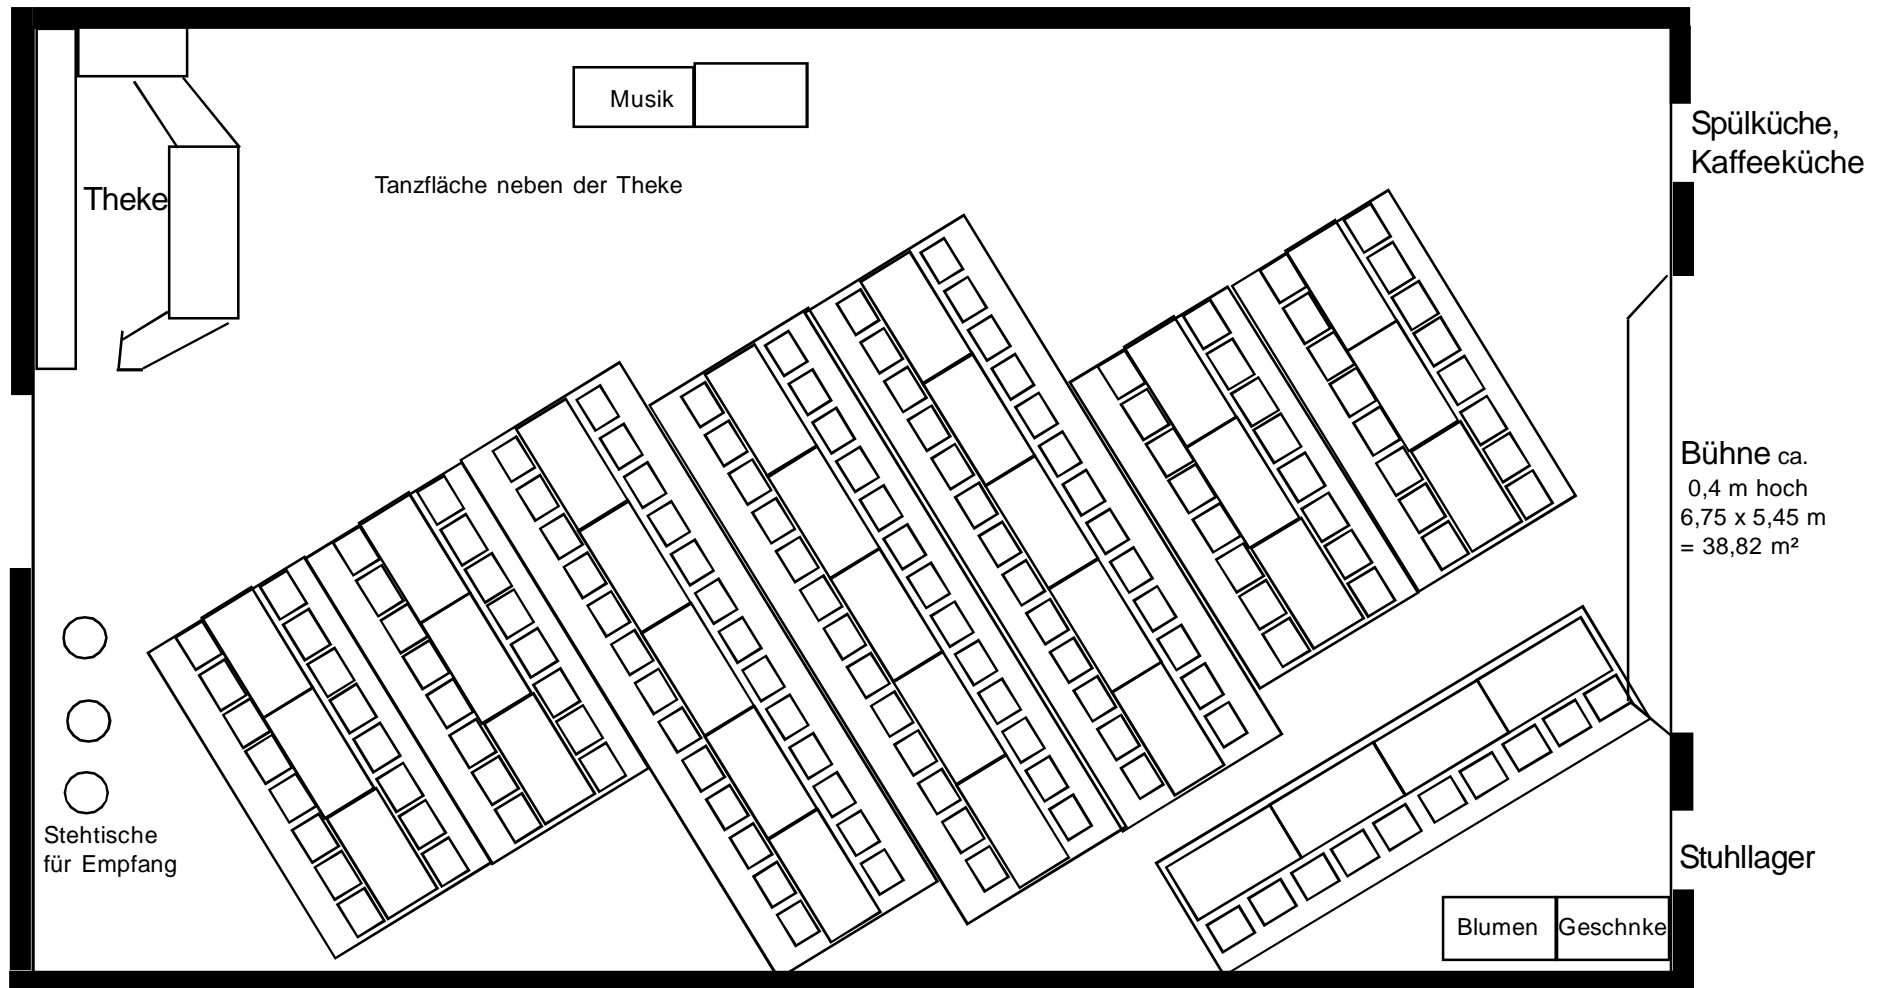 Musik
Spülküche,
Kaffeeküche
Tanzfläche neben der Theke
Theke
Bühne ca.
0,4 m hoch
6,75 x 5,45 m
= 38,82 m²
Stehtische
für Empfang
Stuhllager
Blumen
Geschnke